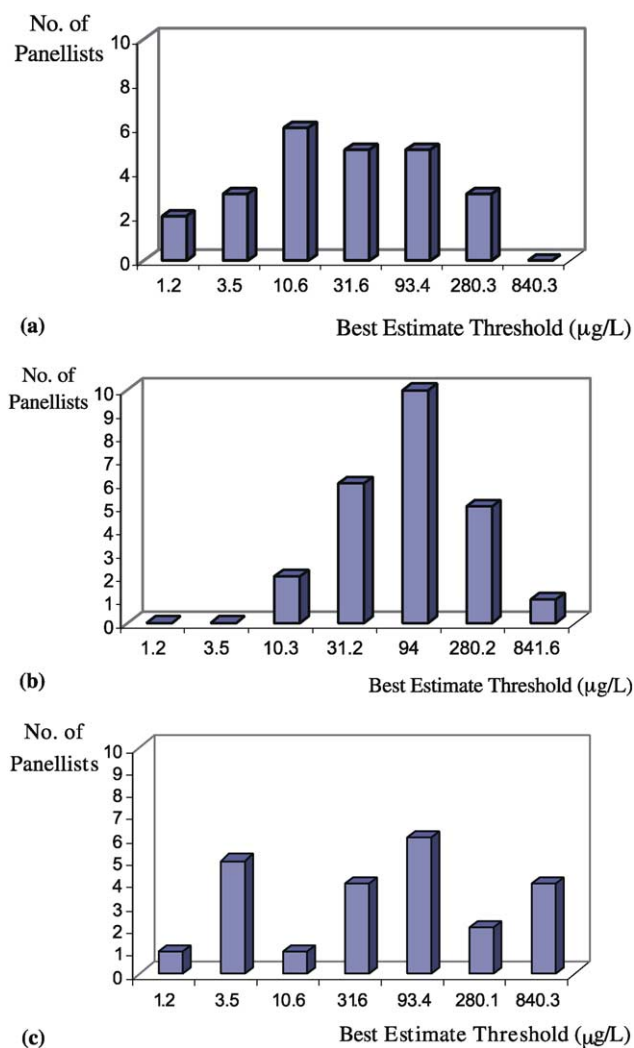 No. of
Panellists
10
8
6
4
2
0
1.2 3.5 10.6 31.6 93.4 280.3 840.3
(a) Best Estimate Threshold (µg/L)
No. of
Panellists
10
9
8
7
6
5
4
3
2
1
0
1.2 3.5 10.3 31.2 94 280.2 841.6
(b) Best Estimate Threshold (µg/L)
No. of
Panellists
10
9
8
7
6
5
4
3
2
1
0
1.2 3.5 10.6 31.6 93.4 280.1 840.3
(c) Best Estimate Threshold (µg/L)